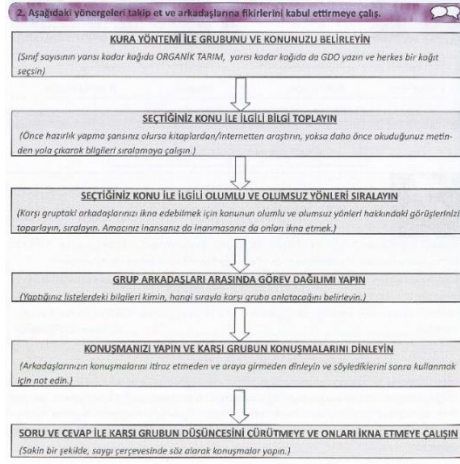 2. Aşağıdaki yönergeleri takip et ve arkadaşlarına fikirlerini kabul ettirmeye çalış.
KURA YÖNTEMİ İLE GRUBUNU VE KONUNUZU BELİRLEYİN
(Sınıf sayısının yarısı kadar kağıda ORGANİK TARIM, yarısı kadar kağıda da GDO yazın ve herkes bir kağıt
seçsin)
SEÇTİĞİNİZ KONU İLE İLGİLİ BİLGİ TOPLAYIN
(Önce hazırlık yapma şansınız olursa kitaplardan/internetten araştırın, yoksa daha önce okuduğunuz metin-
den yola çıkarak bilgileri sıralamaya çalışın.)
SEÇTİĞİNİZ KONU İLE İLGİLİ OLUMLU VE OLUMSUZ YÖNLERİ SIRALAYIN
(Karşı gruptaki arkadaşlarınızı ikna edebilmek için konunun olumlu ve olumsuz yönleri hakkındaki görüşlerinizi
toparlayın, sıralayın. Amacınız inansanız da inanmasanız da onları ikna etmek.)
GRUP ARKADAŞLARI ARASINDA GÖREV DAĞILIMI YAPIN
(Yaptığınız listelerdeki bilgileri kimin, hangi sırayla karşı gruba anlatacağını belirleyin.)
KONUŞMANIZI YAPIN VE KARŞI GRUBUN KONUŞMALARINI DİNLEYİN
(Arkadaşlarınızın konuşmalarını itiraz etmeden ve araya girmeden dinleyin ve söylediklerini sonra kullanmak
için not edin.)
SORU VE CEVAP İLE KARŞI GRUBUN DÜŞÜNCESİNİ ÇÜRÜTMEYE VE ONLARI İKNA ETMEYE ÇALIŞIN
(Sakin bir şekilde, saygı çerçevesinde söz alarak konuşmalar yapın.)